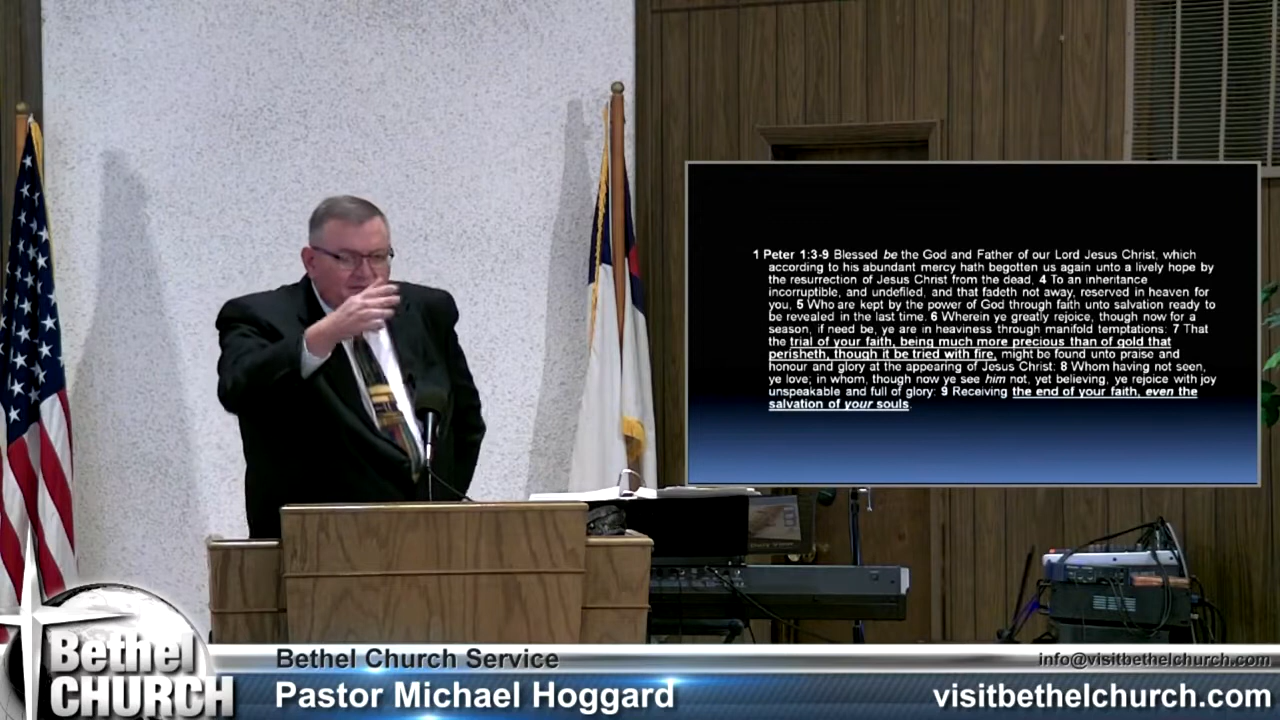 1 Peter 1:3-9 Blessed be the God and Father of our Lord Jesus Christ, which
according to his abundant mercy hath begotten us again unto a lively hope by
the resurrection of Jesus Christ from the dead, 4 To an inheritance
incorruptible, and undefiled, and that fadeth not away, reserved in heaven for
you, 5 Who are kept by the power of God through faith unto salvation ready to
be revealed in the last time. 6 Wherein ye greatly rejoice, though now for a
season, if need be, ye are in heaviness through manifold temptations: 7 That
the trial of your faith, being much more precious than of gold that
perisheth, though it be tried with fire, might be found unto praise and
honour and glory at the appearing of Jesus Christ: 8 Whom having not seen,
ye love; in whom, though now ye see him not, yet believing, ye rejoice with joy
unspeakable and full of glory: 9 Receiving the end of your faith, even the
salvation of your souls.
Bethel
CHURCH
Bethel Church Service
Pastor Michael Hoggard
info@visitbethelchurch.com
visitbethelchurch.com